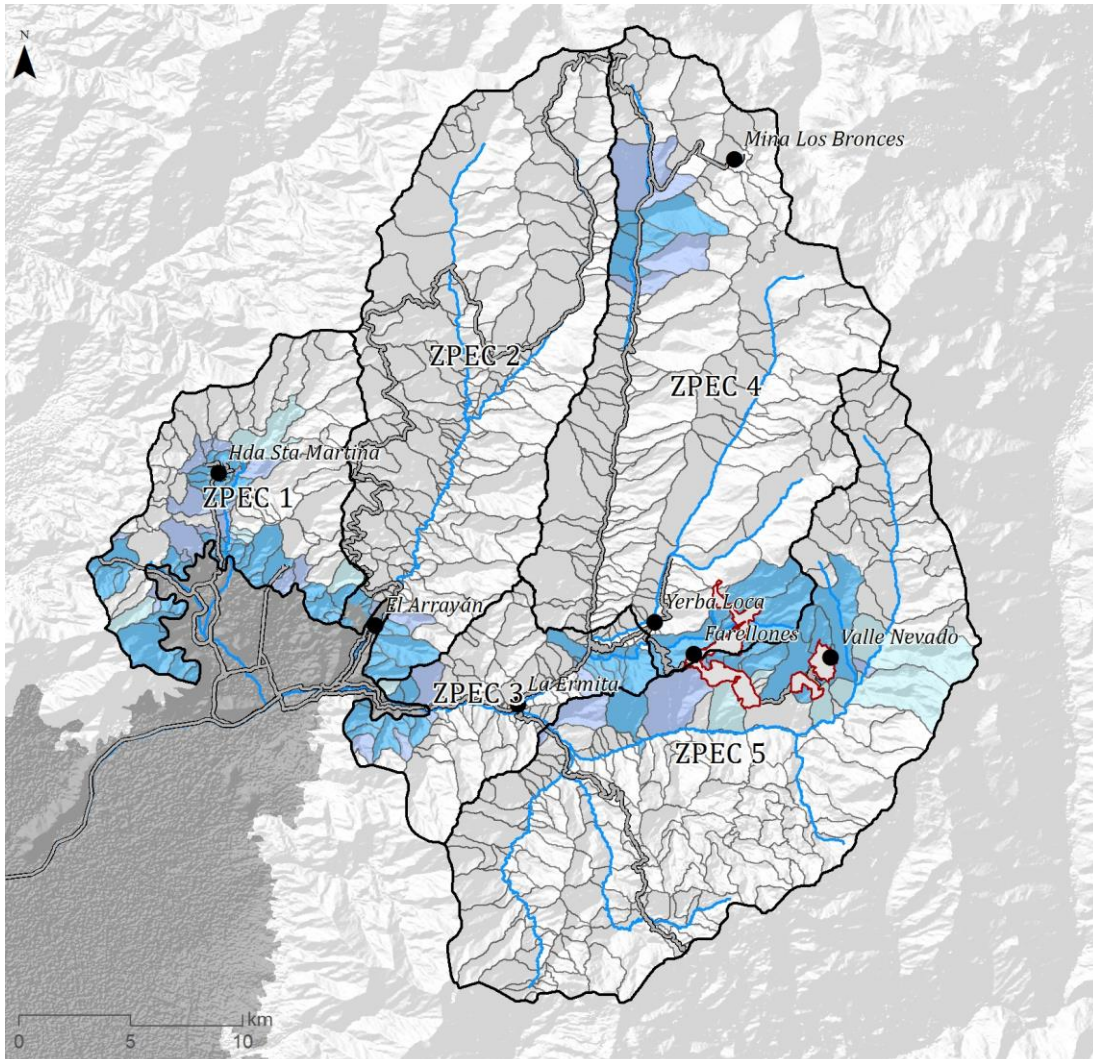 N
Mina Los Bronces
ZPEC 2
ZPEC 4
Hda Sta Martina
ZPEC 1
El Arrayán
Yerba Loca
Farellones
Valle Nevado
ZPEC 3
La Ermita
ZPEC 5
km
0 5 10